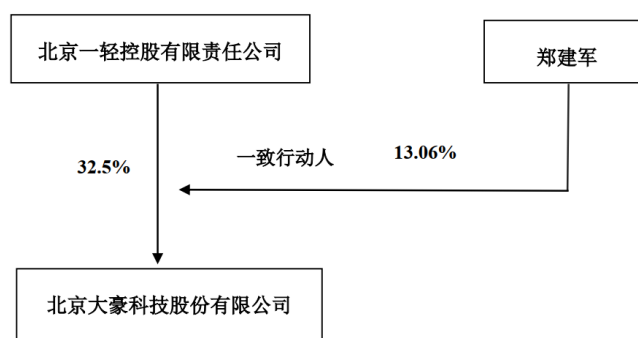 北京一轻控股有限责任公司
郑建军
32.5%
一致行动人
13.06%
北京大豪科技股份有限公司